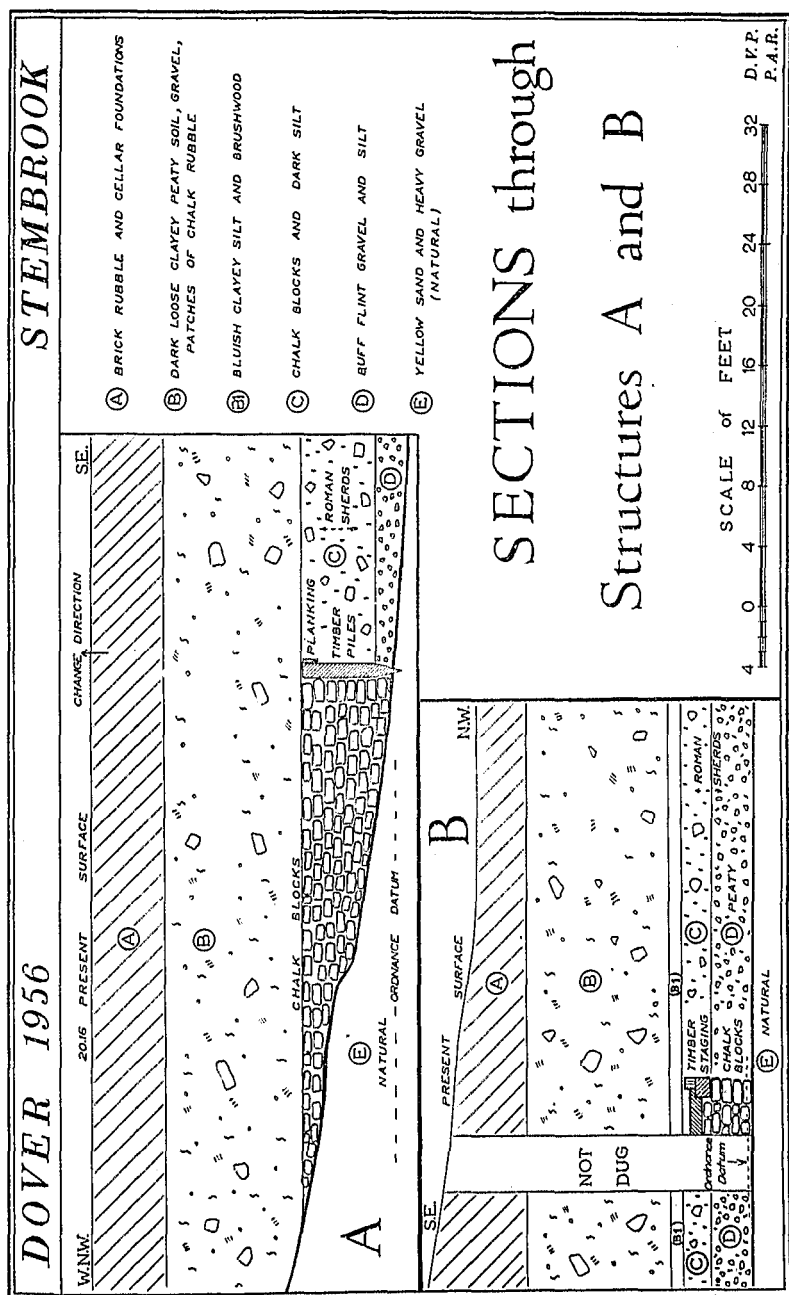 DOVER 1956
STEMBROOK
W.N.W.
20.16 PRESENT SURFACE
CHANGE DIRECTION
S.E.
A
B
CHALK BLOCKS
PLANKING
TIMBER
PILES
C
ROMAN
SHERDS
D
E
NATURAL
ORDNANCE DATUM
A
A BRICK RUBBLE AND CELLAR FOUNDATIONS
B DARK LOOSE CLAYEY PEATY SOIL, GRAVEL,
PATCHES OF CHALK RUBBLE
B1 BLUISH CLAYEY SILT AND BRUSHWOOD
C CHALK BLOCKS AND DARK SILT
D BUFF FLINT GRAVEL AND SILT
E YELLOW SAND AND HEAVY GRAVEL
(NATURAL)
S.E.
PRESENT SURFACE
B
N.W.
A
B
NOT
DUG
(B1)
(B1)
C
D
Ordnance
Datum
TIMBER
STAGING
C
ROMAN
SHERDS
CHALK
BLOCKS
D
PEATY
E NATURAL
SECTIONS through
Structures A and B
SCALE of FEET
4 0 4 8 12 16 20 24 28 32
D.V.P.
P.A.R.